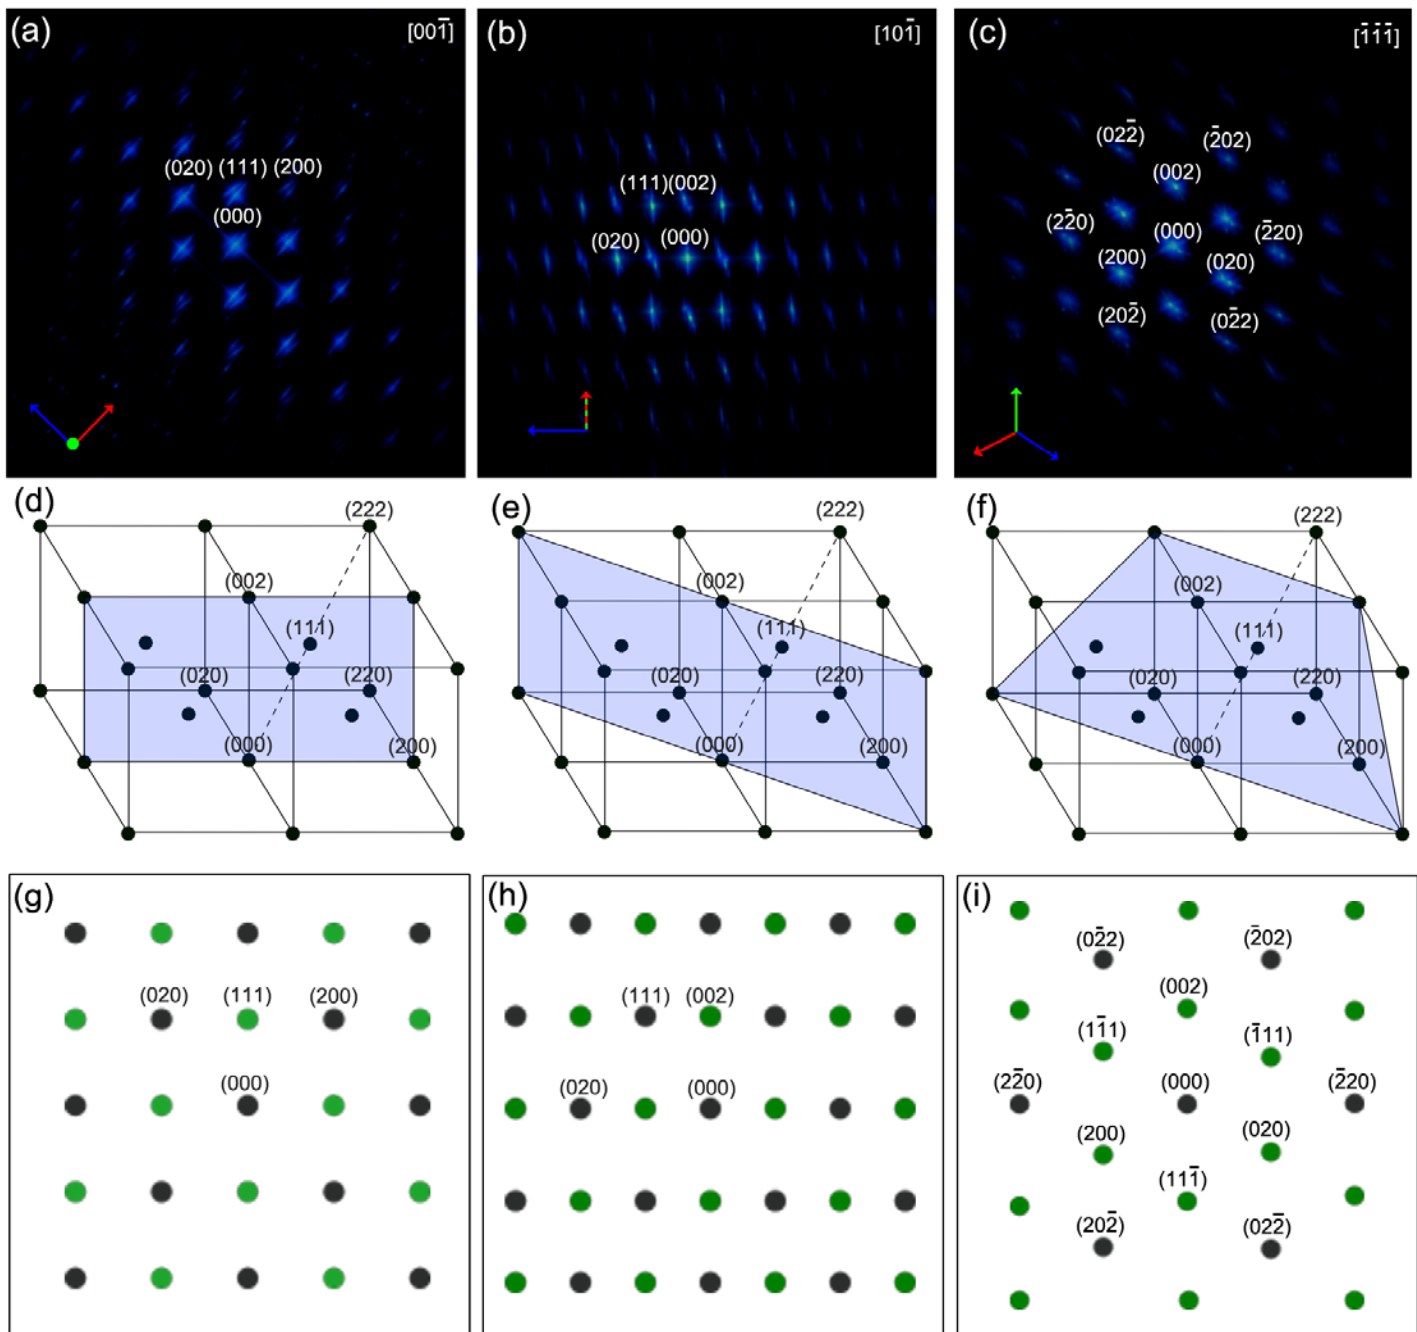 (a) [001̄]
(020) (111) (200)
(000)
(b) [101̄]
(111)(002)
(020) (000)
(c) [1̄1̄1̄]
(022̄) (2̄02)
(002)
(22̄0) (000) (2̄20)
(200) (020)
(202̄) (02̄2)
(d) (222)
(002)
(111)
(020) (220)
(000) (200)
(e) (222)
(002)
(111)
(020) (220)
(000) (200)
(f) (222)
(002)
(111)
(020) (220)
(000) (200)
(g)
(020) (111) (200)
(000)
(h)
(111) (002)
(020) (000)
(i)
(02̄2) (2̄02)
(002)
(11̄1) (1̄11)
(22̄0) (000) (2̄20)
(200) (020)
(111̄)
(202̄) (022̄)